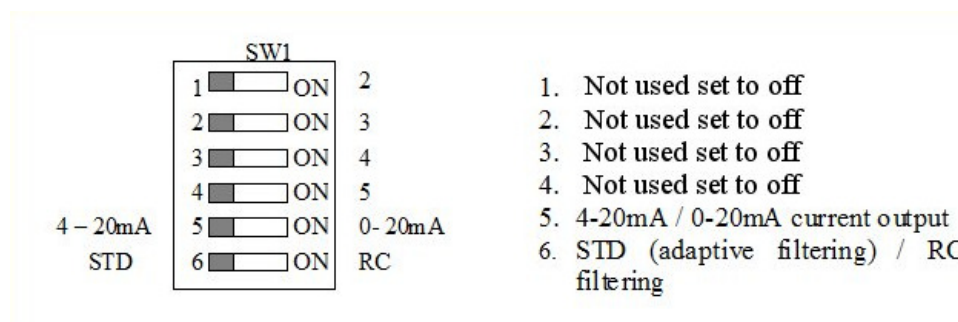 SW1
1 ON 2
2 ON 3
3 ON 4
4 ON 5
4 – 20mA 5 ON 0- 20mA
STD 6 ON RC
1. Not used set to off
2. Not used set to off
3. Not used set to off
4. Not used set to off
5. 4-20mA / 0-20mA current output
6. STD (adaptive filtering) / RC
filtering